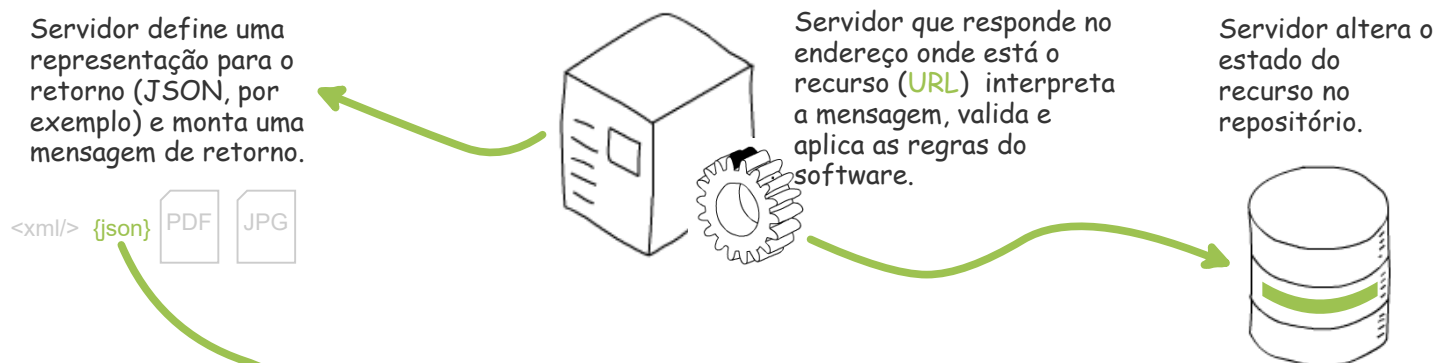 Servidor define uma
representação para o
retorno (JSON, por
exemplo) e monta uma
mensagem de retorno.
<xml/> {json} PDF JPG
Servidor que responde no
endereço onde está o
recurso (URL) interpreta
a mensagem, valida e
aplica as regras do
software.
Servidor altera o
estado do
recurso no
repositório.